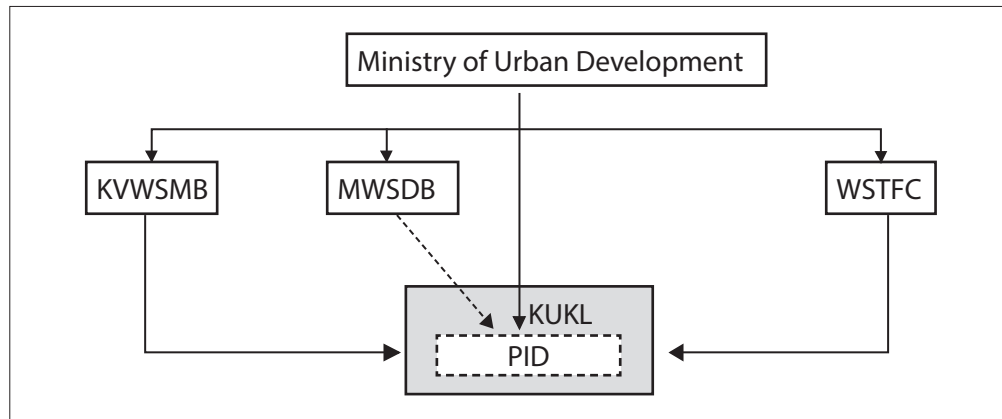 Ministry of Urban Development
KVWSMB
MWSDB
WSTFC
KUKL
PID